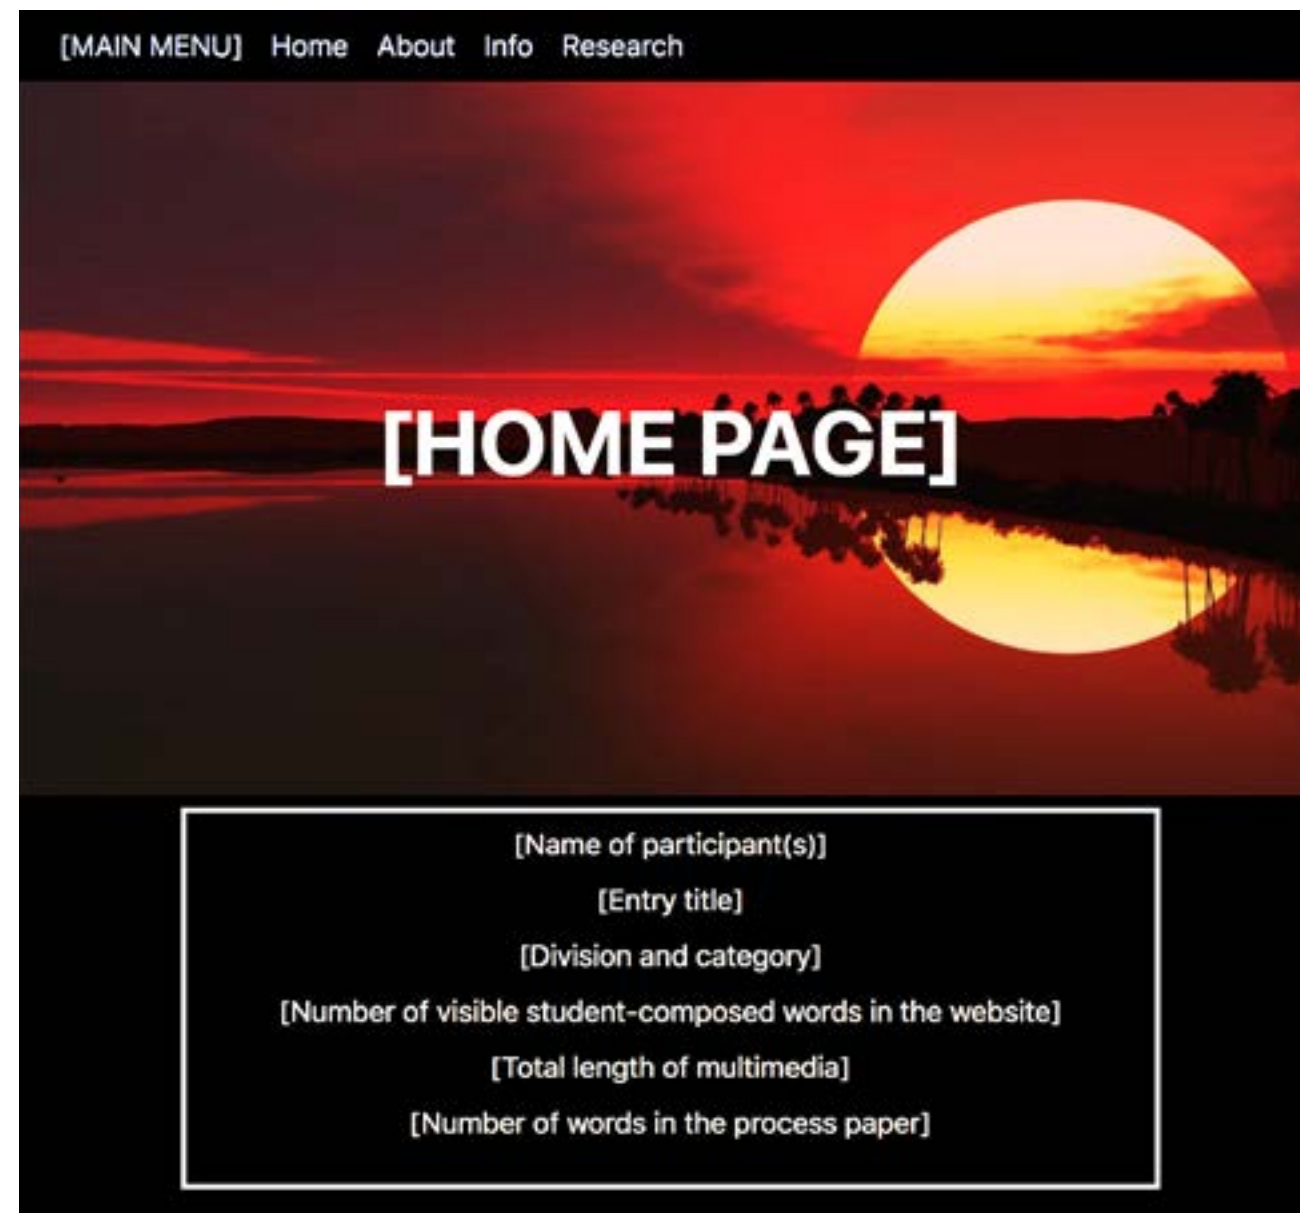 [MAIN MENU] Home About Info Research
[HOME PAGE]
[Name of participant(s)]
[Entry title]
[Division and category]
[Number of visible student-composed words in the website]
[Total length of multimedia]
[Number of words in the process paper]